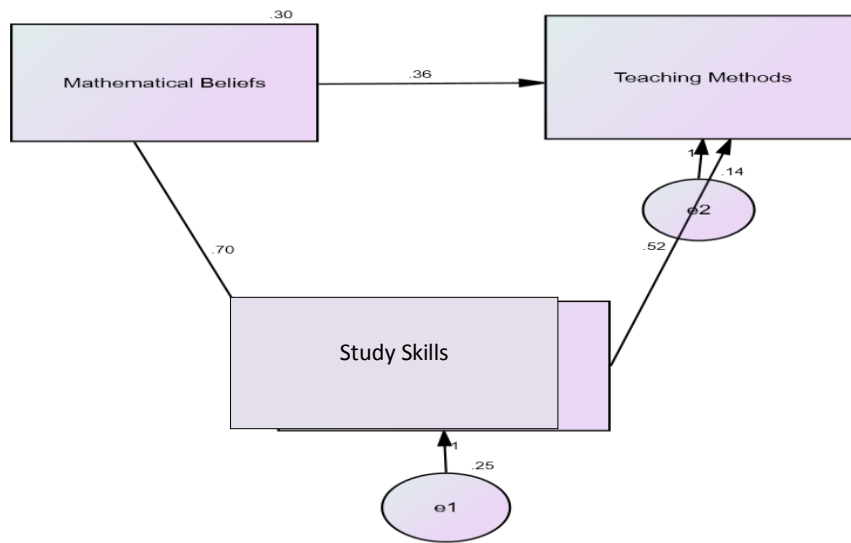 .30
Mathematical Beliefs
.36
Teaching Methods
1
.14
e2
.70
.52
Study Skills
1
.25
e1